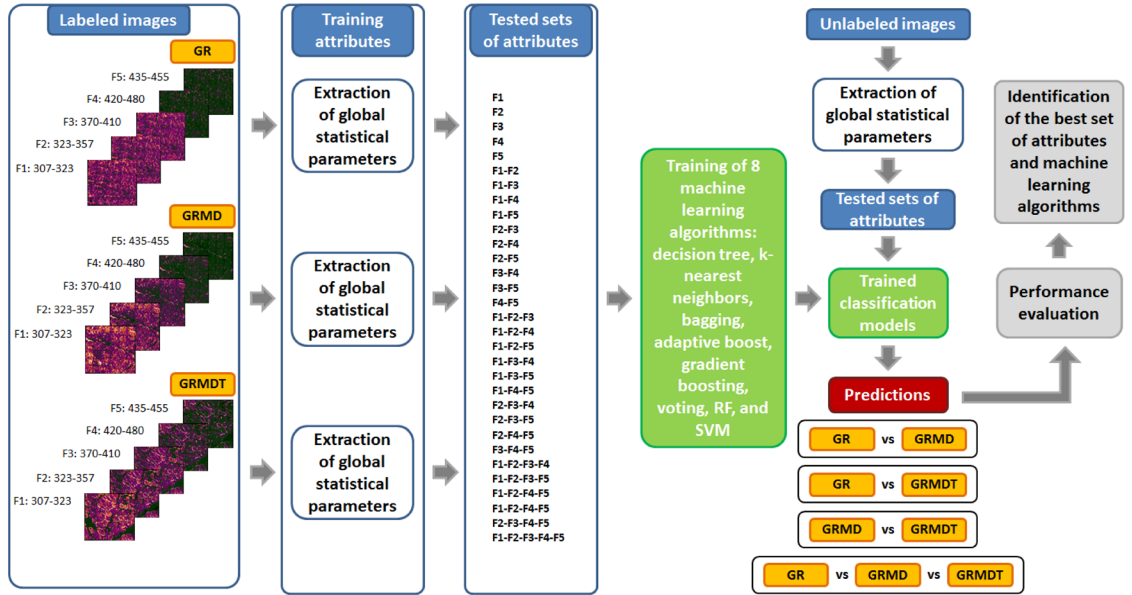 Labeled images
GR
F5: 435-455
F4: 420-480
F3: 370-410
F2: 323-357
F1: 307-323
GRMD
F5: 435-455
F4: 420-480
F3: 370-410
F2: 323-357
F1: 307-323
GRMDT
F5: 435-455
F4: 420-480
F3: 370-410
F2: 323-357
F1: 307-323
Training
attributes
Extraction
of global
statistical
parameters
Extraction
of global
statistical
parameters
Extraction
of global
statistical
parameters
Tested sets
of attributes
F1
F2
F3
F4
F5
F1-F2
F1-F3
F1-F4
F1-F5
F2-F3
F2-F4
F2-F5
F3-F4
F3-F5
F4-F5
F1-F2-F3
F1-F2-F4
F1-F2-F5
F1-F3-F4
F1-F3-F5
F1-F4-F5
F2-F3-F4
F2-F3-F5
F2-F4-F5
F3-F4-F5
F1-F2-F3-F4
F1-F2-F3-F5
F1-F2-F4-F5
F1-F2-F4-F5
F2-F3-F4-F5
F1-F2-F3-F4-F5
Training of 8
machine
learning
algorithms:
decision tree, k-
nearest
neighbors,
bagging,
adaptive boost,
gradient
boosting,
voting, RF, and
SVM
Unlabeled images
Extraction of
global statistical
parameters
Tested sets of
attributes
Trained
classification
models
Predictions
GR vs GRMD
GR vs GRMDT
GRMD vs GRMDT
GR vs GRMD vs GRMDT
Identification
of the best set
of attributes
and machine
learning
algorithms
Performance
evaluation